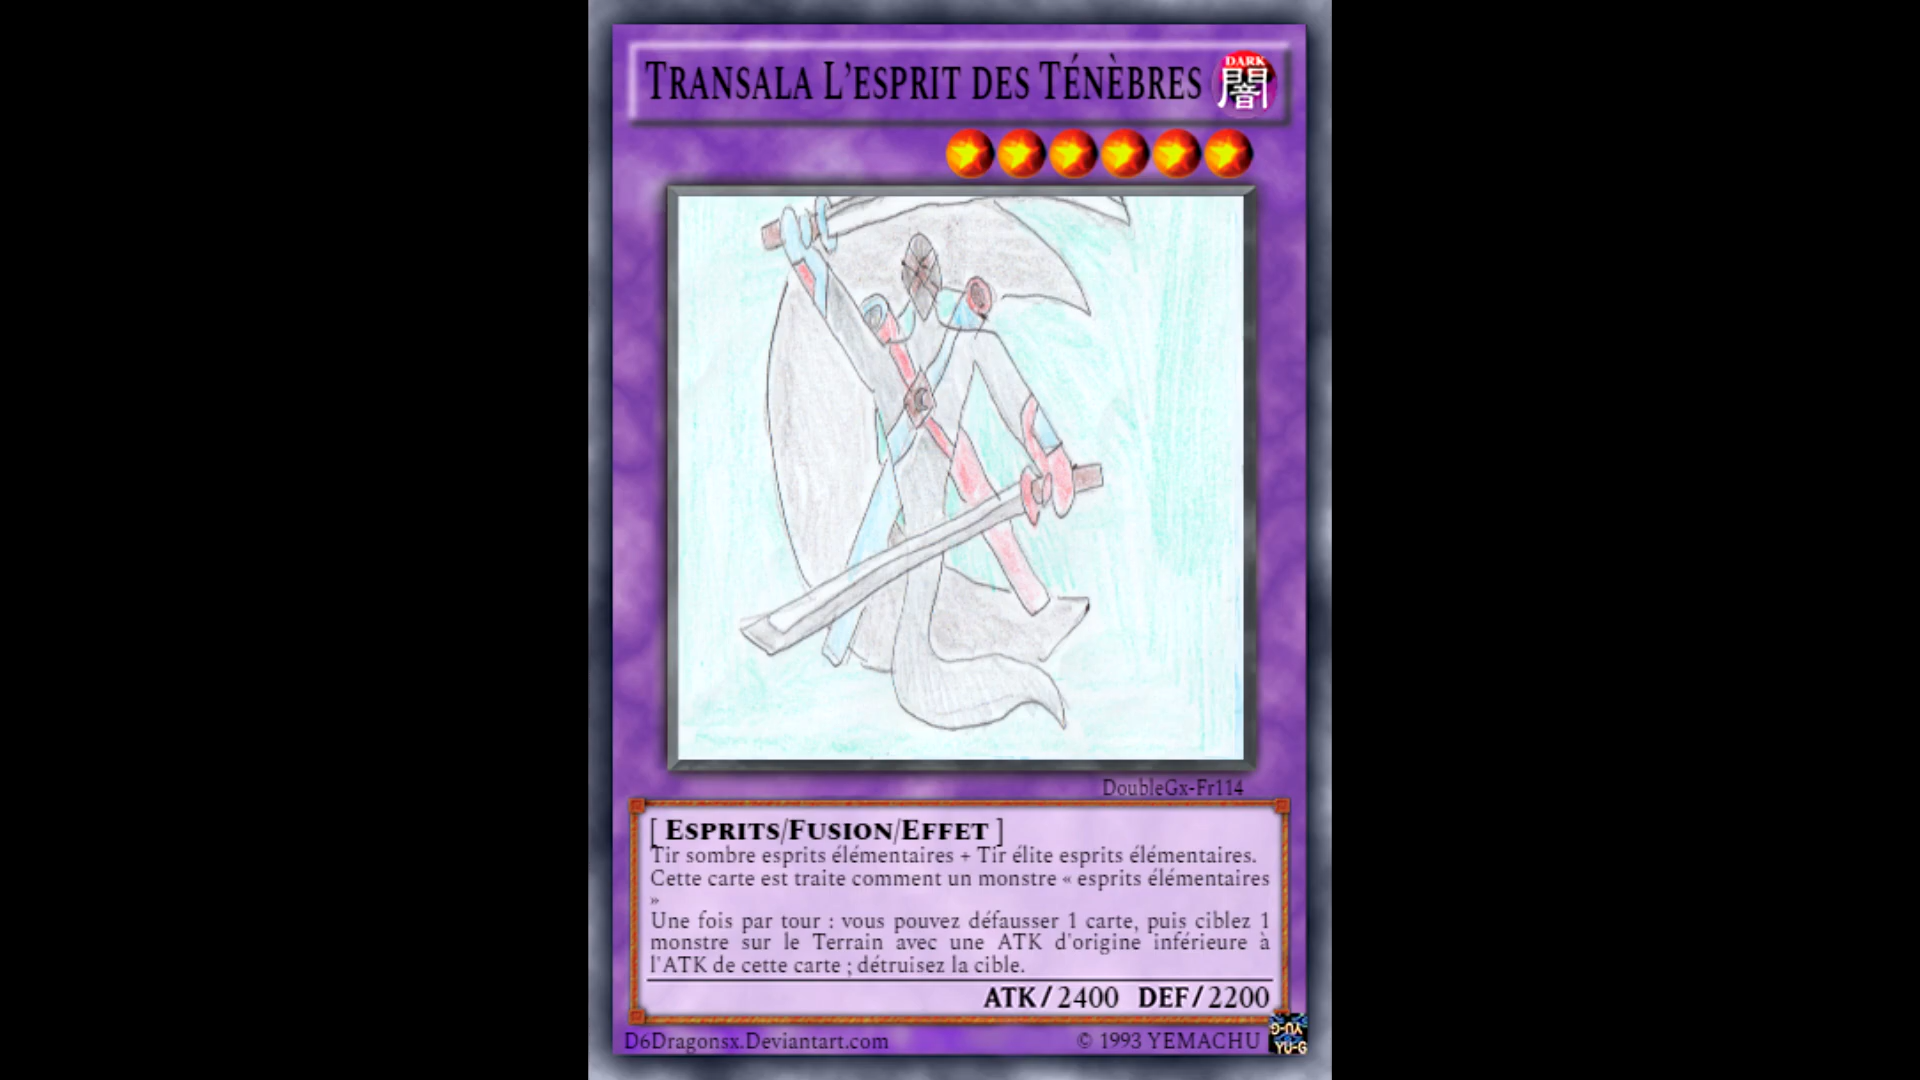 Transala L'esprit des Ténèbres
DARK
闇
DoubleGx-Fr114
[ Esprits/Fusion/Effet ]
Tir sombre esprits élémentaires + Tir élite esprits élémentaires.
Cette carte est traite comment un monstre « esprits élémentaires
»
Une fois par tour : vous pouvez défausser 1 carte, puis ciblez 1
monstre sur le Terrain avec une ATK d'origine inférieure à
l'ATK de cette carte ; détruisez la cible.
ATK/2400 DEF/2200
D6Dragonsx.Deviantart.com
© 1993 YEMACHU
YU-G
YU-G